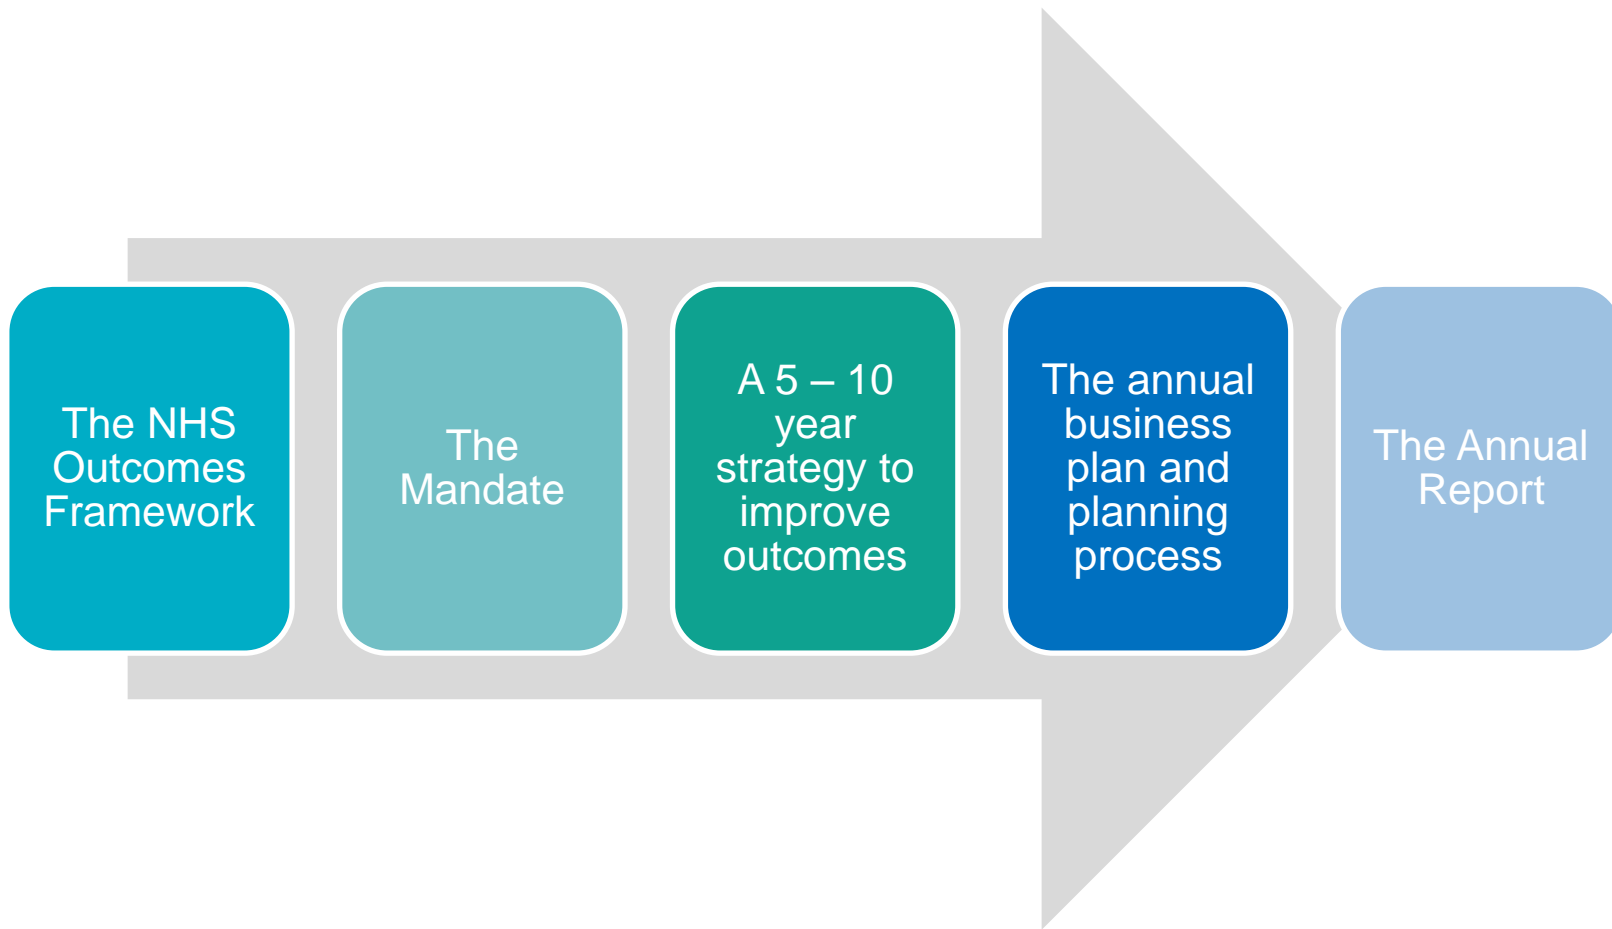 The NHS
Outcomes
Framework
The
Mandate
A 5 – 10
year
strategy to
improve
outcomes
The annual
business
plan and
planning
process
The Annual
Report